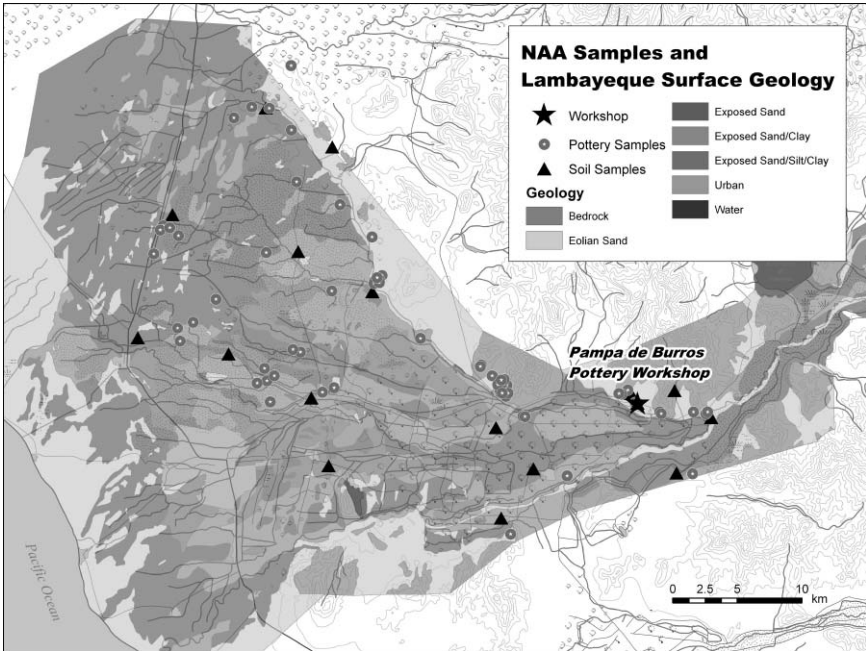 NAA Samples and
Lambayeque Surface Geology
Workshop
Pottery Samples
Soil Samples
Geology
Bedrock
Eolian Sand
Exposed Sand
Exposed Sand/Clay
Exposed Sand/Silt/Clay
Urban
Water
Pampa de Burros
Pottery Workshop
Pacific Ocean
0 2.5 5 10
km